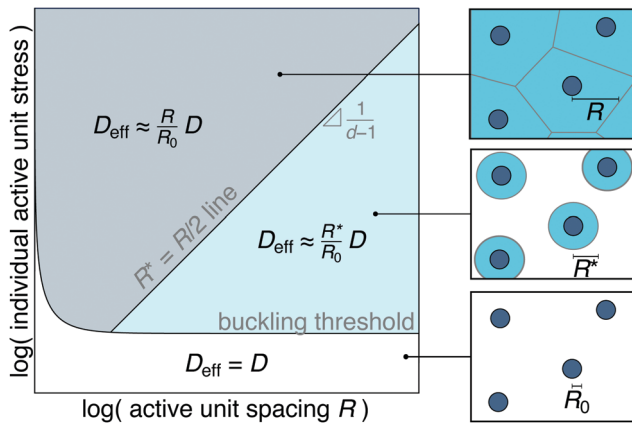 log( individual active unit stress)
D_eff ≈ R/R_0 D
1/(d–1)
R* = R/2 line
D_eff ≈ R*/R_0 D
buckling threshold
D_eff = D
log( active unit spacing R )
R
R*
R_0